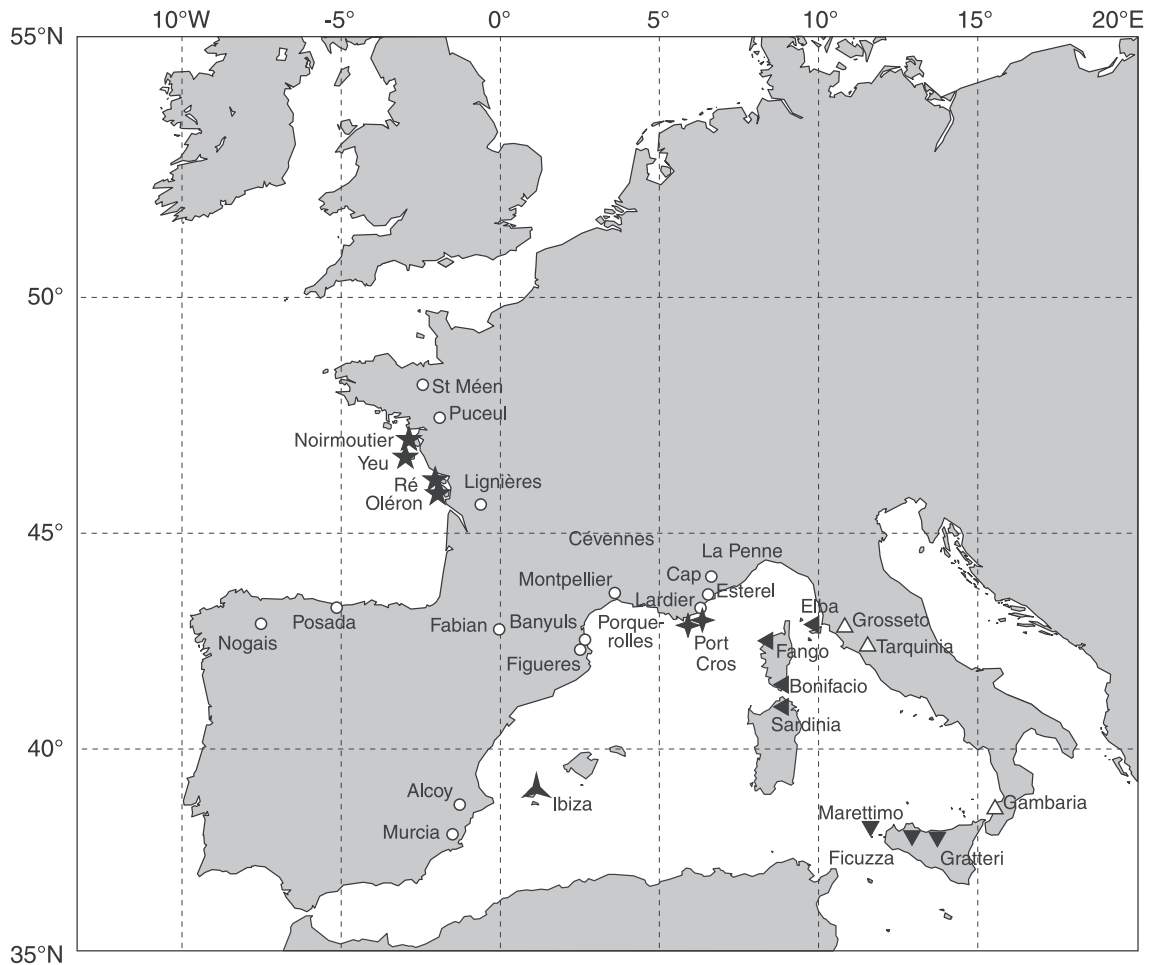 10°W -5° 0° 5° 10° 15° 20°E
55°N
50°
St Méen
Puceul
Noirmoutier
Yeu
Ré
Lignières
Oléron
45°
Cévennes
La Penne
Cap
Montpellier
Esterel
Lardier
Elba
Posada
Nogais
Fabian
Banyuls
Porque-
rolles
Port
Cros
Grosseto
Figueres
Fango
Tarquinia
Bonifacio
Sardinia
40°
Alcoy
Ibiza
Gambaria
Marettimo
Murcia
Ficuzza
Gratteri
35°N